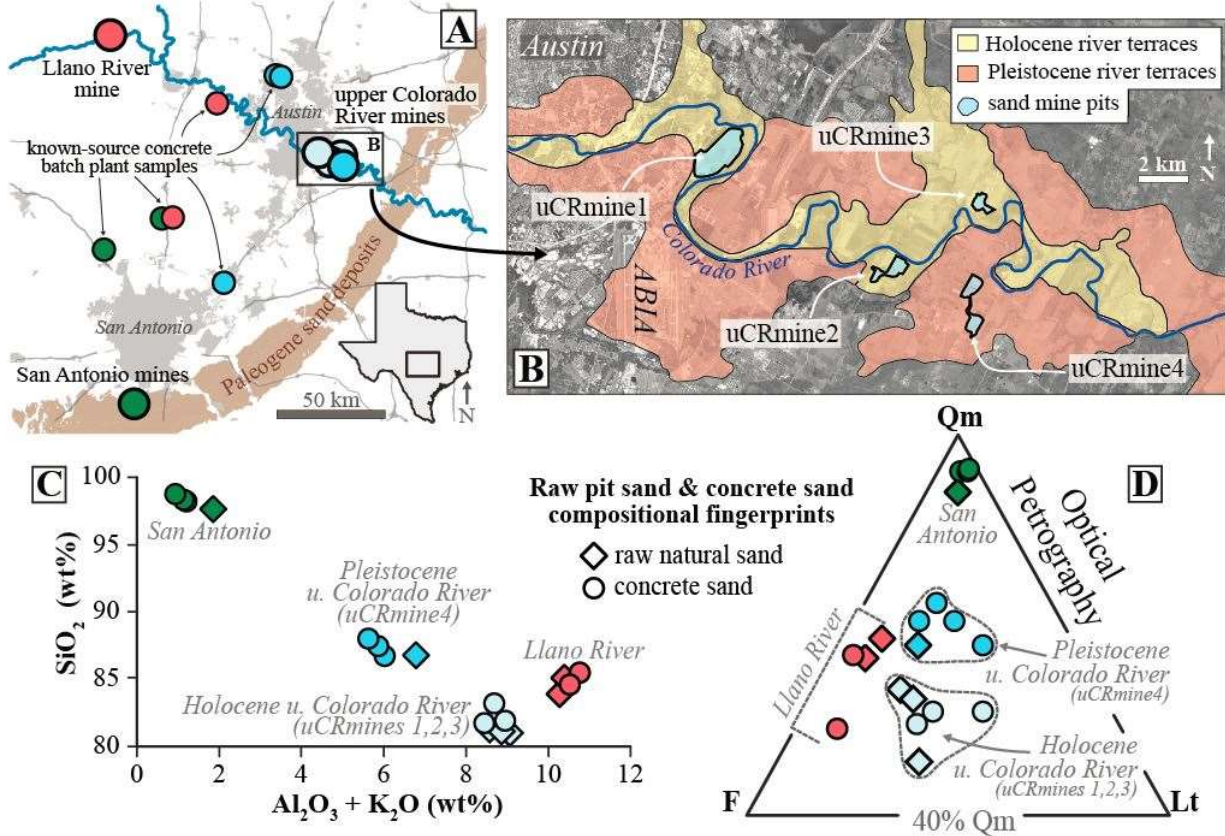 A
Llano River
mine
Austin
upper Colorado
River mines
B
known-source concrete
batch plant samples
San Antonio
Paleogene sand deposits
San Antonio mines
50 km
N
Austin
Holocene river terraces
Pleistocene river terraces
sand mine pits
uCRmine3
2 km
N
uCRmine1
Colorado River
ABIA
uCRmine2
uCRmine4
B
C
100
95
90
85
80
SiO₂ (wt%)
0 2 4 6 8 10 12
Al₂O₃ + K₂O (wt%)
San Antonio
Pleistocene
u. Colorado River
(uCRmine4)
Llano River
Holocene u. Colorado River
(uCRmines 1,2,3)
Raw pit sand & concrete sand
compositional fingerprints
raw natural sand
concrete sand
Qm
D
Optical
Petrography
San
Antonio
Llano River
Pleistocene
u. Colorado River
(uCRmine4)
Holocene
u. Colorado River
(uCRmines 1,2,3)
F
40% Qm
Lt